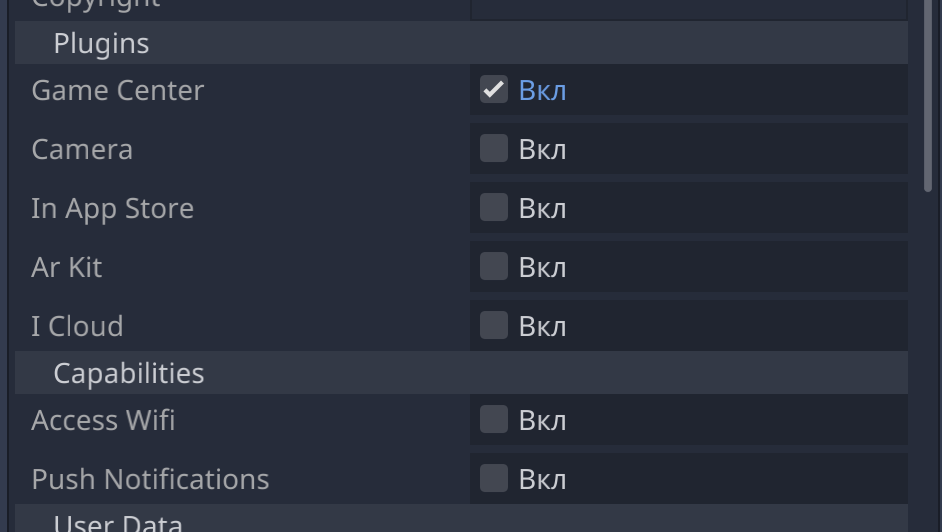 Copyright
Plugins
Game Center Вкл
Camera Вкл
In App Store Вкл
Ar Kit Вкл
I Cloud Вкл
Capabilities
Access Wifi Вкл
Push Notifications Вкл
User Data